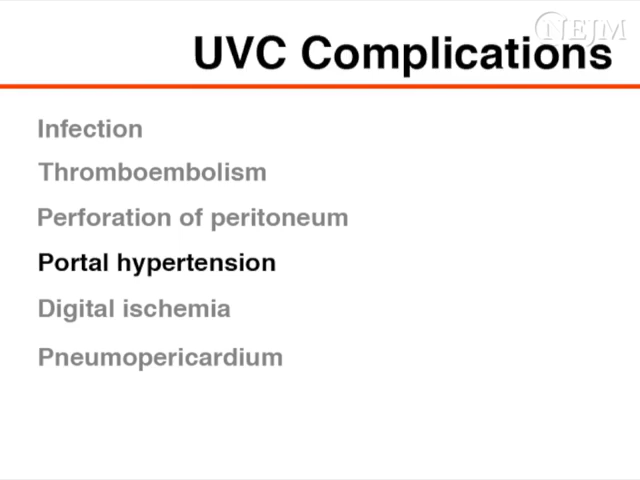 NEJM
UVC Complications
Infection
Thromboembolism
Perforation of peritoneum
Portal hypertension
Digital ischemia
Pneumopericardium